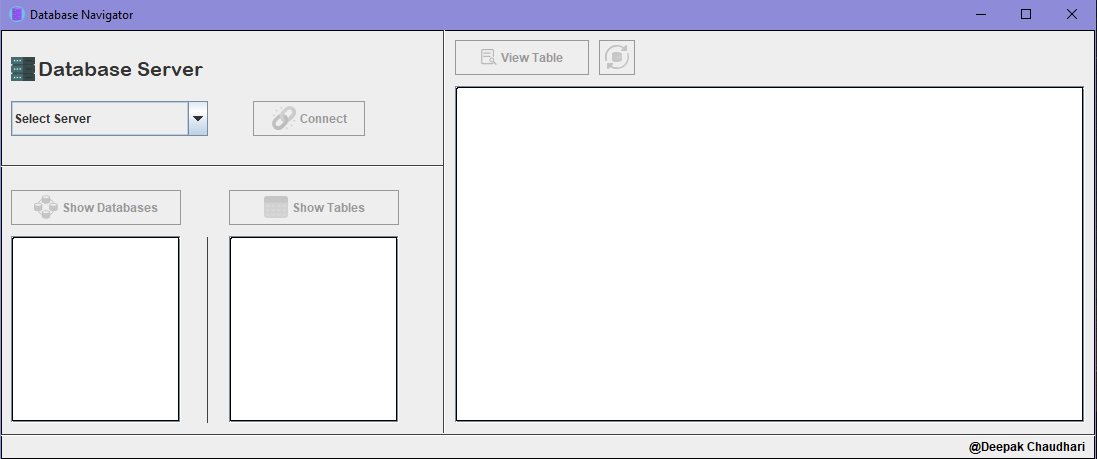 Database Navigator
Database Server
Select Server
Connect
Show Databases
Show Tables
View Table
@Deepak Chaudhari